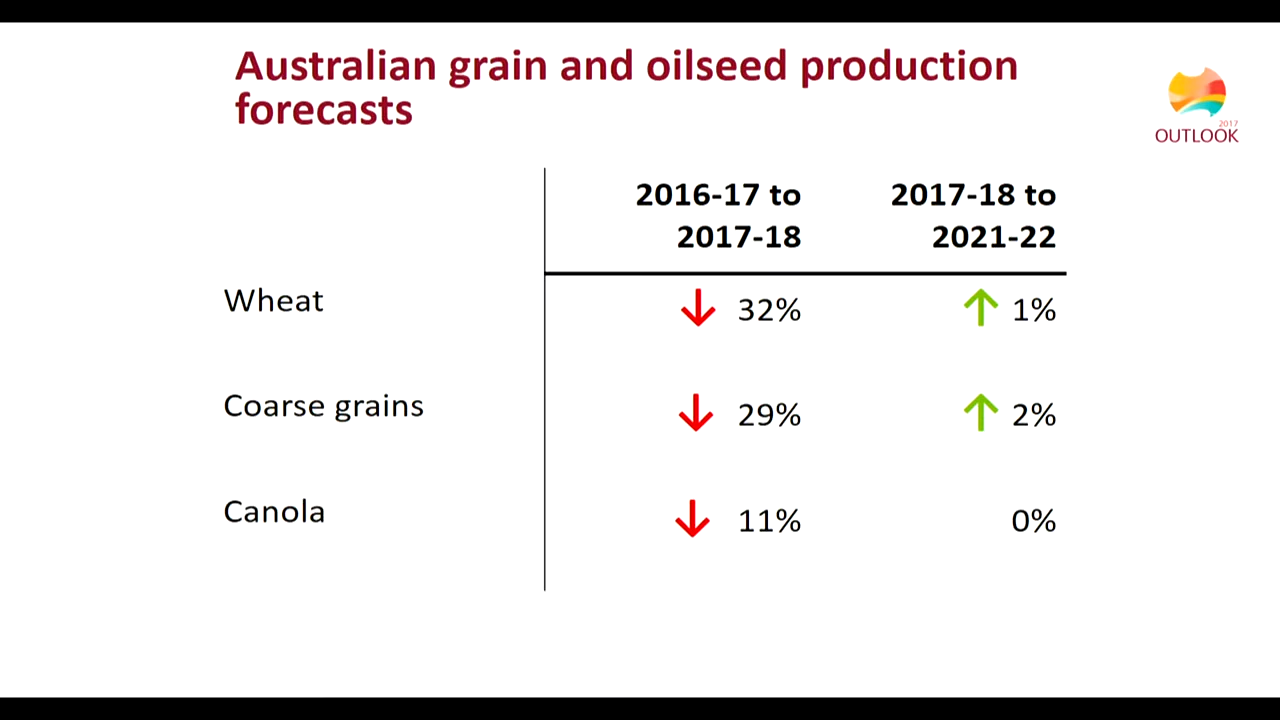 Australian grain and oilseed production
forecasts
2017
OUTLOOK
2016-17 to
2017-18
2017-18 to
2021-22
Wheat
↓ 32%
↑ 1%
Coarse grains
↓ 29%
↑ 2%
Canola
↓ 11%
0%